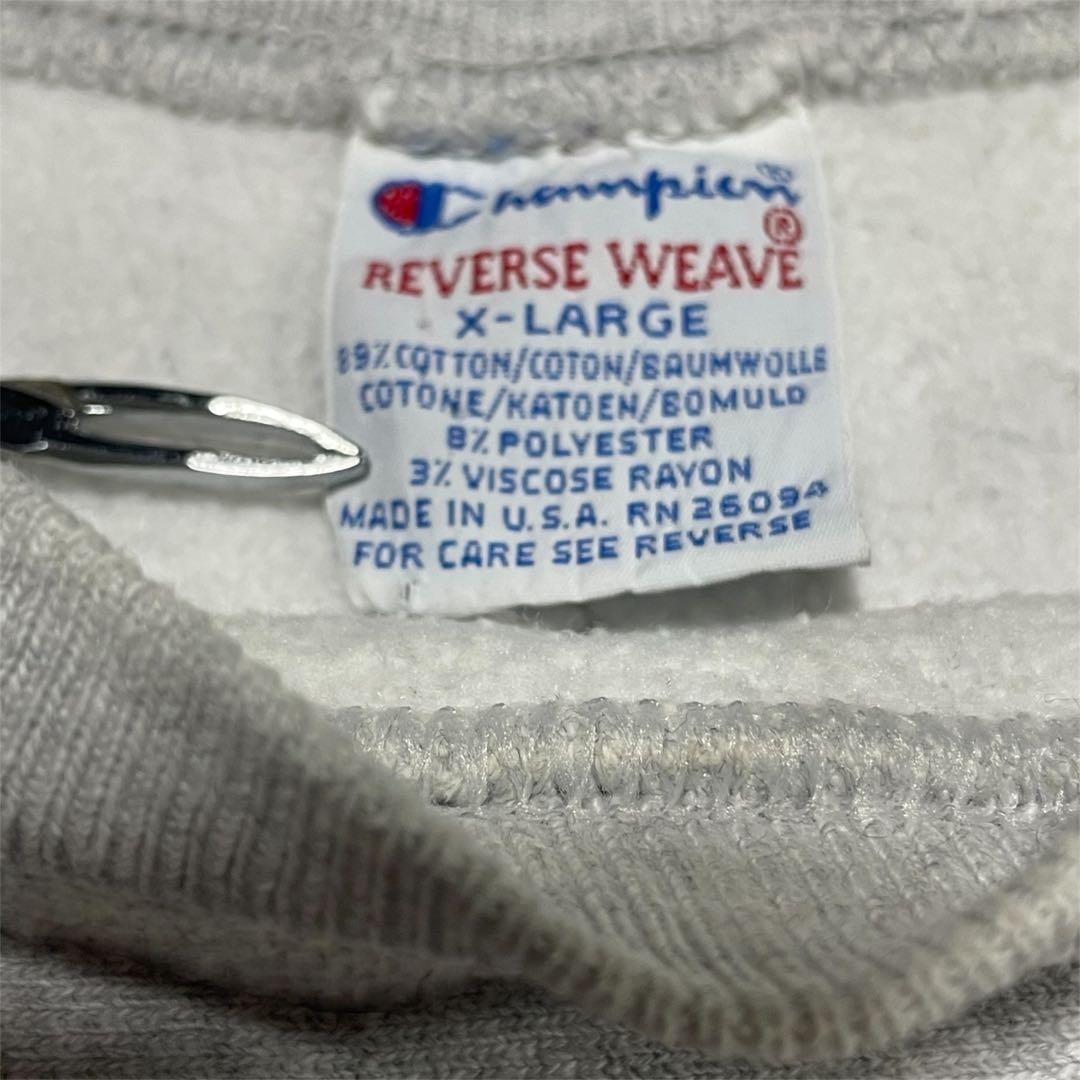 Champion®
REVERSE WEAVE®
X-LARGE
89% COTTON/COTON/BAUMWOLLE
COTONE/KATOEN/BOMULD
8% POLYESTER
3% VISCOSE RAYON
MADE IN U.S.A. RN 26094
FOR CARE SEE REVERSE